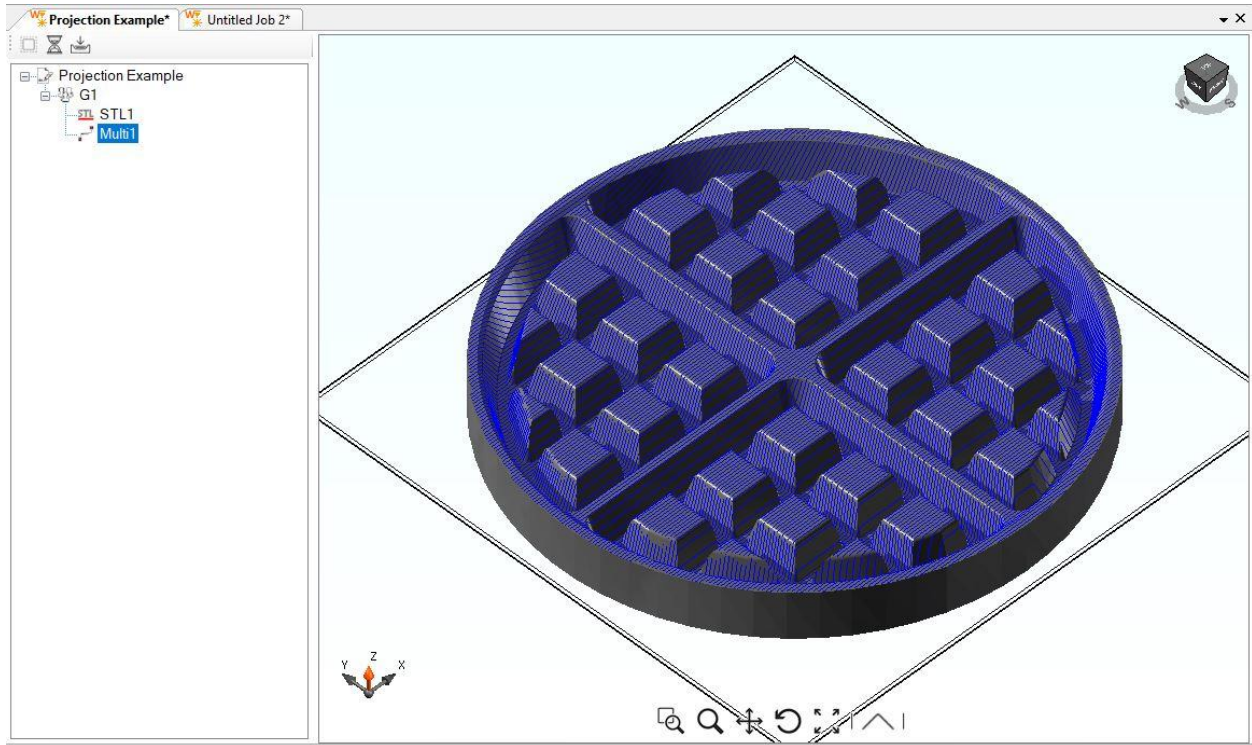 Projection Example* Untitled Job 2*
Projection Example
G1
STL STL1
Multi1
W S
Y Z X